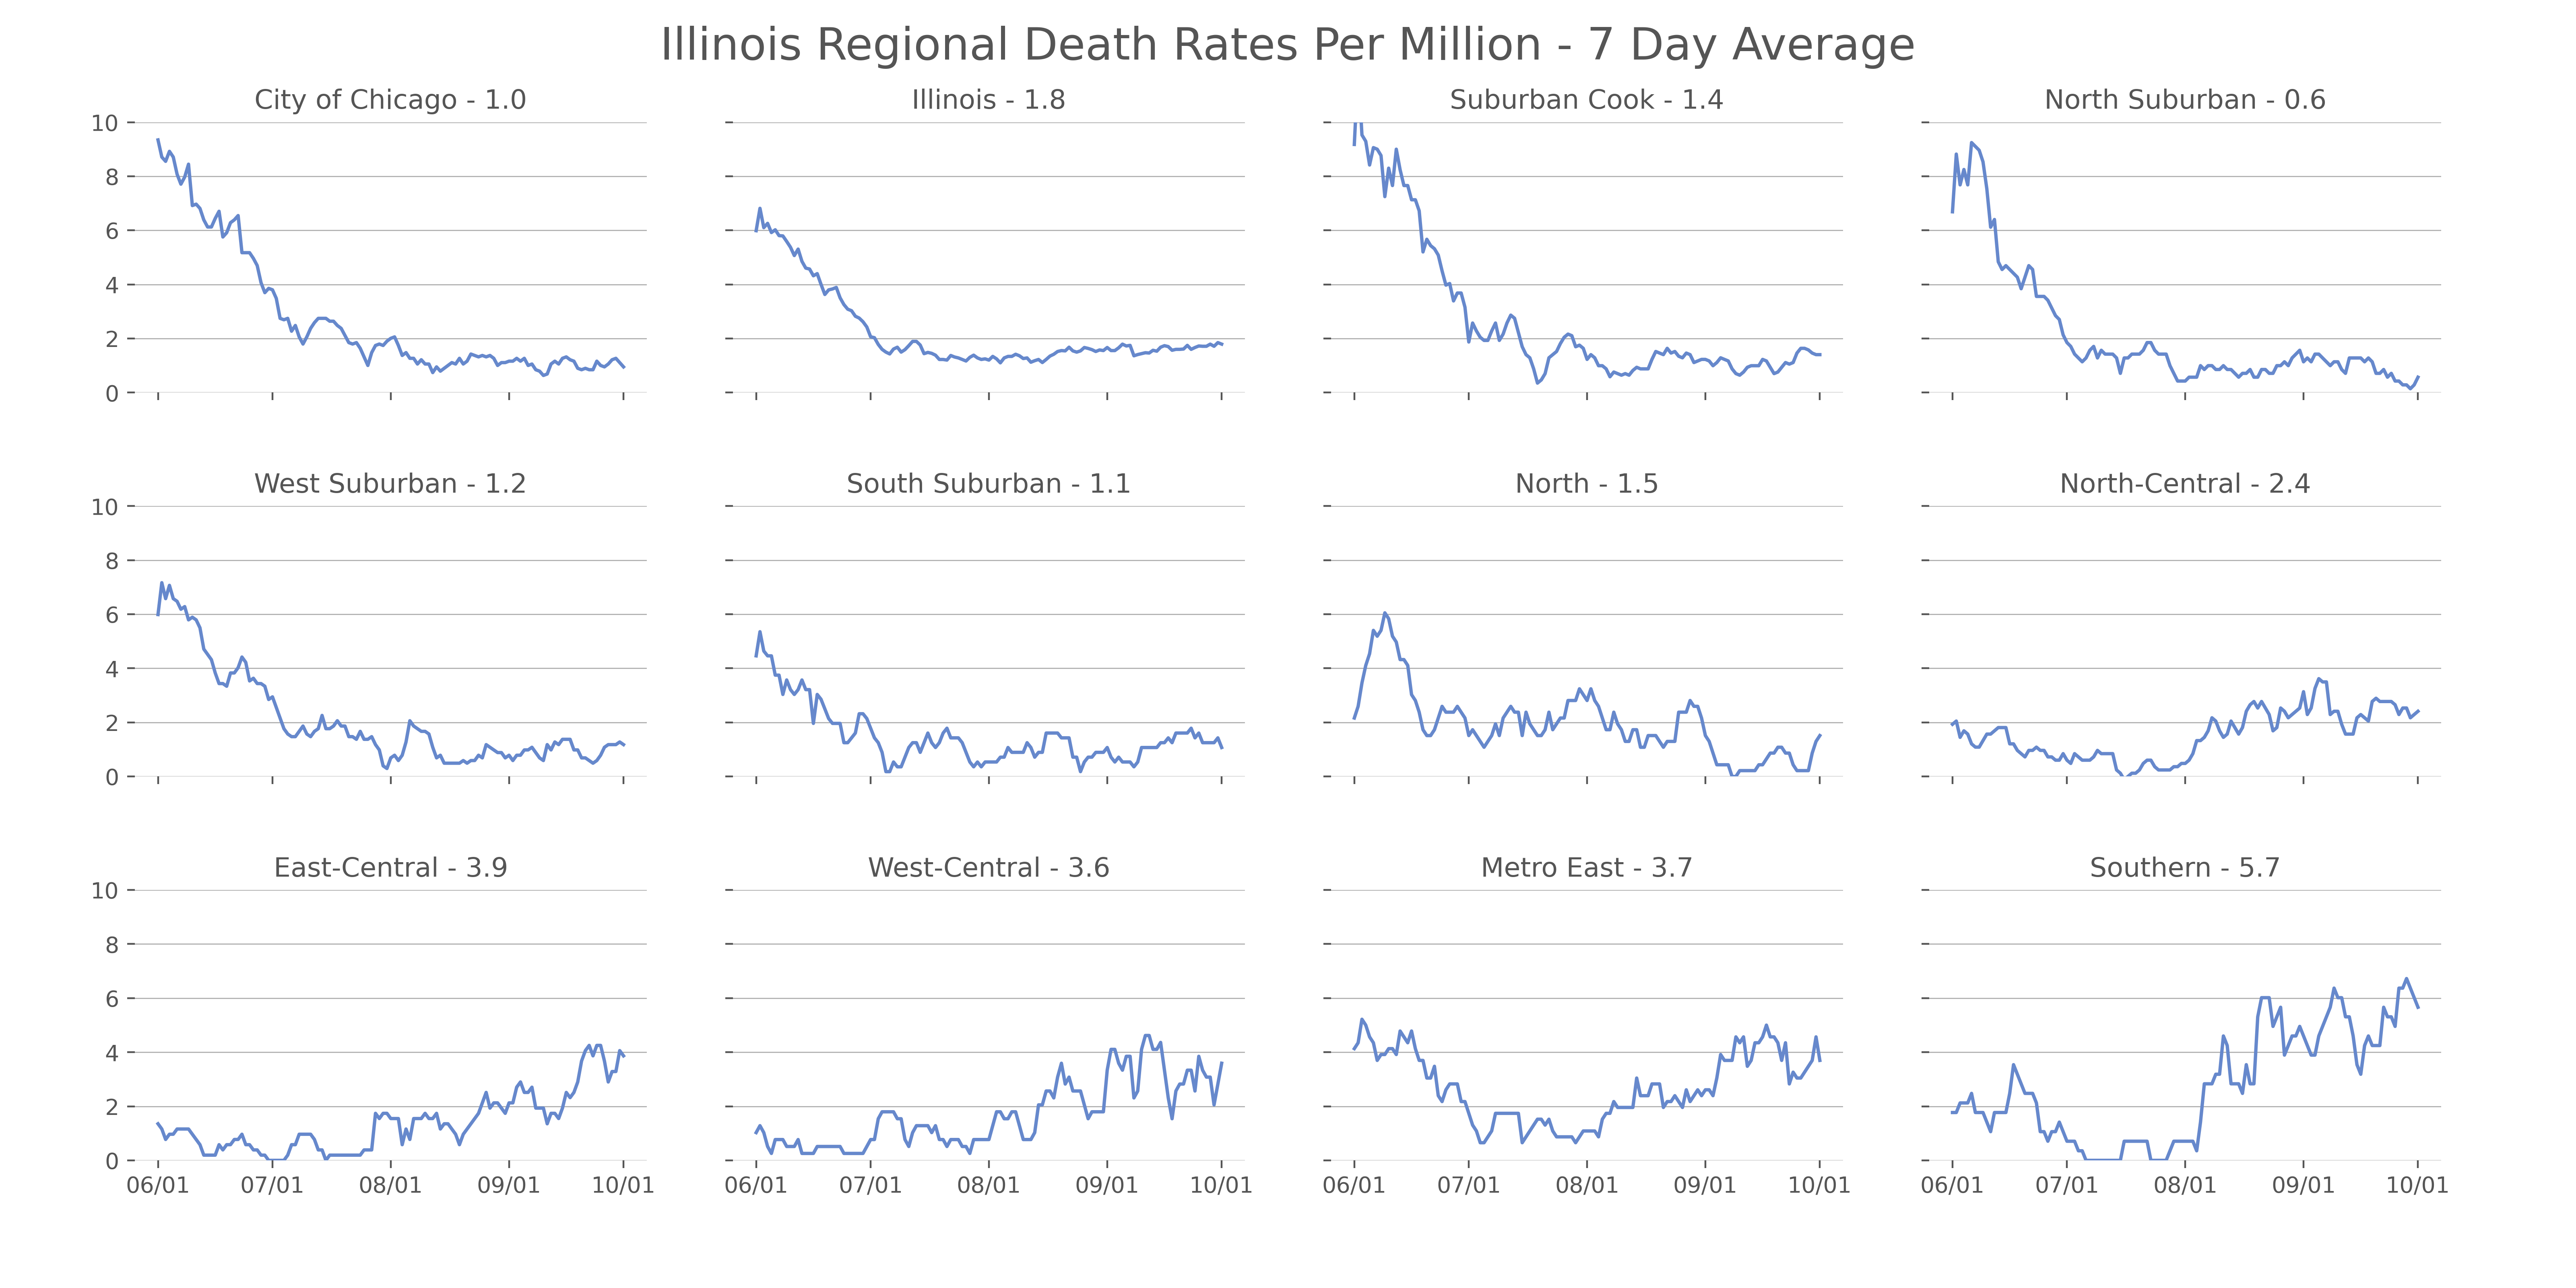 Illinois Regional Death Rates Per Million - 7 Day Average
City of Chicago - 1.0
Illinois - 1.8
Suburban Cook - 1.4
North Suburban - 0.6
10
8
6
4
2
0
West Suburban - 1.2
South Suburban - 1.1
North - 1.5
North-Central - 2.4
10
8
6
4
2
0
East-Central - 3.9
West-Central - 3.6
Metro East - 3.7
Southern - 5.7
10
8
6
4
2
0
06/01 07/01 08/01 09/01 10/01
06/01 07/01 08/01 09/01 10/01
06/01 07/01 08/01 09/01 10/01
06/01 07/01 08/01 09/01 10/01